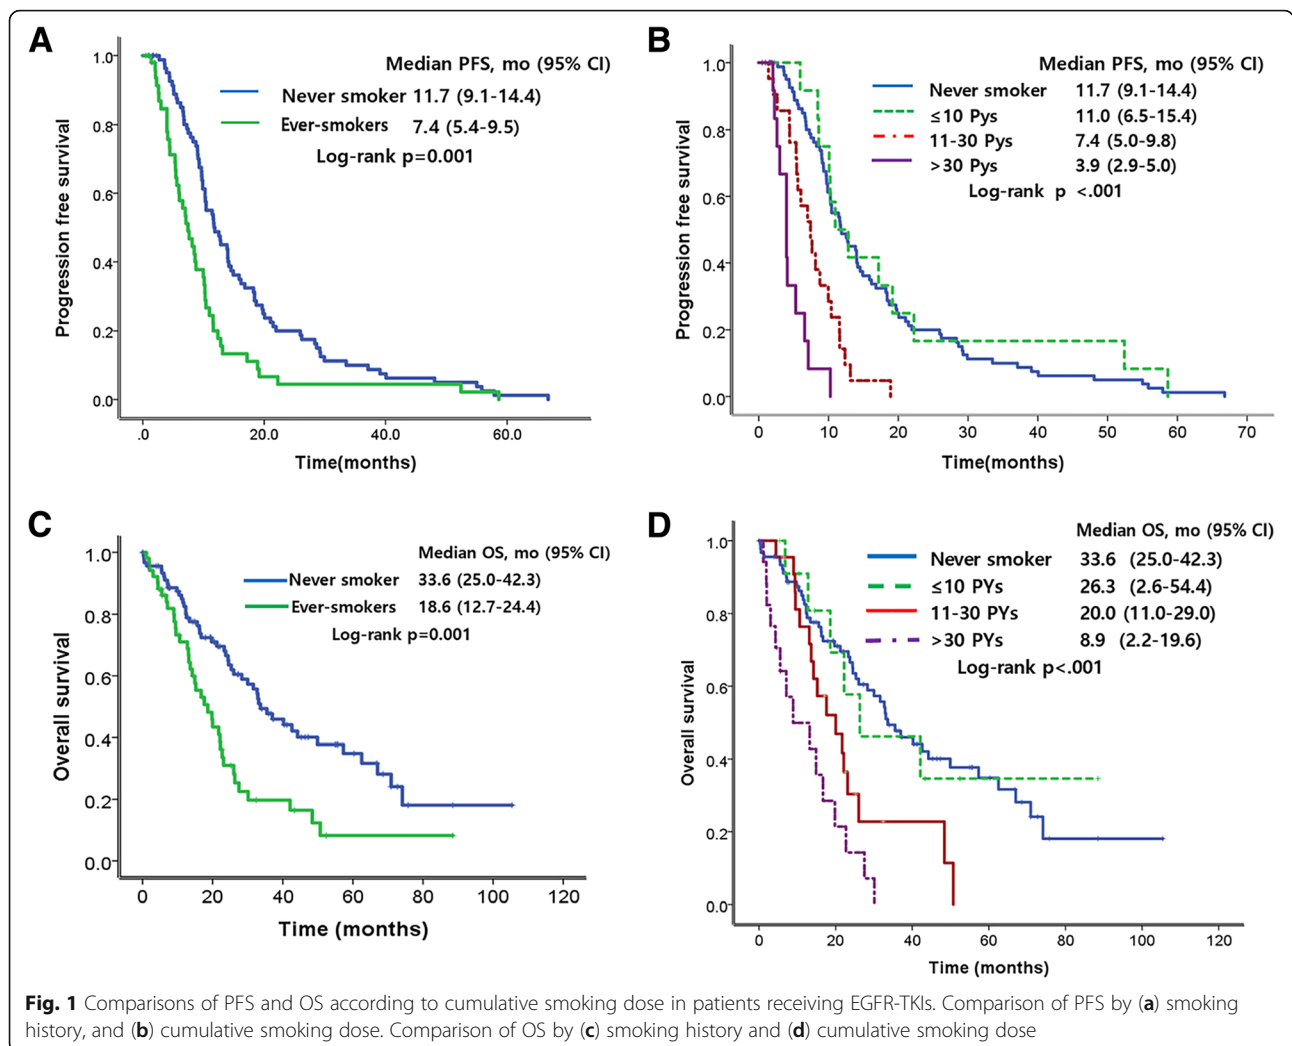 A
Median PFS, mo (95% CI)
Never smoker 11.7 (9.1-14.4)
Ever-smokers 7.4 (5.4-9.5)
Log-rank p=0.001
Progression free survival
1.0
0.8
0.6
0.4
0.2
0.0
.0 20.0 40.0 60.0
Time(months)
B
Median PFS, mo (95% CI)
Never smoker 11.7 (9.1-14.4)
≤10 Pys 11.0 (6.5-15.4)
11-30 Pys 7.4 (5.0-9.8)
>30 Pys 3.9 (2.9-5.0)
Log-rank p <.001
Progression free survival
1.0
0.8
0.6
0.4
0.2
0.0
0 10 20 30 40 50 60 70
Time(months)
C
Median OS, mo (95% CI)
Never smoker 33.6 (25.0-42.3)
Ever-smokers 18.6 (12.7-24.4)
Log-rank p=0.001
Overall survival
1.0
0.8
0.6
0.4
0.2
0.0
0 20 40 60 80 100 120
Time (months)
D
Median OS, mo (95% CI)
Never smoker 33.6 (25.0-42.3)
≤10 PYs 26.3 (2.6-54.4)
11-30 PYs 20.0 (11.0-29.0)
>30 PYs 8.9 (2.2-19.6)
Log-rank p<.001
Overall survival
1.0
0.8
0.6
0.4
0.2
0.0
0 20 40 60 80 100 120
Time (months)
Fig. 1 Comparisons of PFS and OS according to cumulative smoking dose in patients receiving EGFR-TKIs. Comparison of PFS by (a) smoking
history, and (b) cumulative smoking dose. Comparison of OS by (c) smoking history and (d) cumulative smoking dose